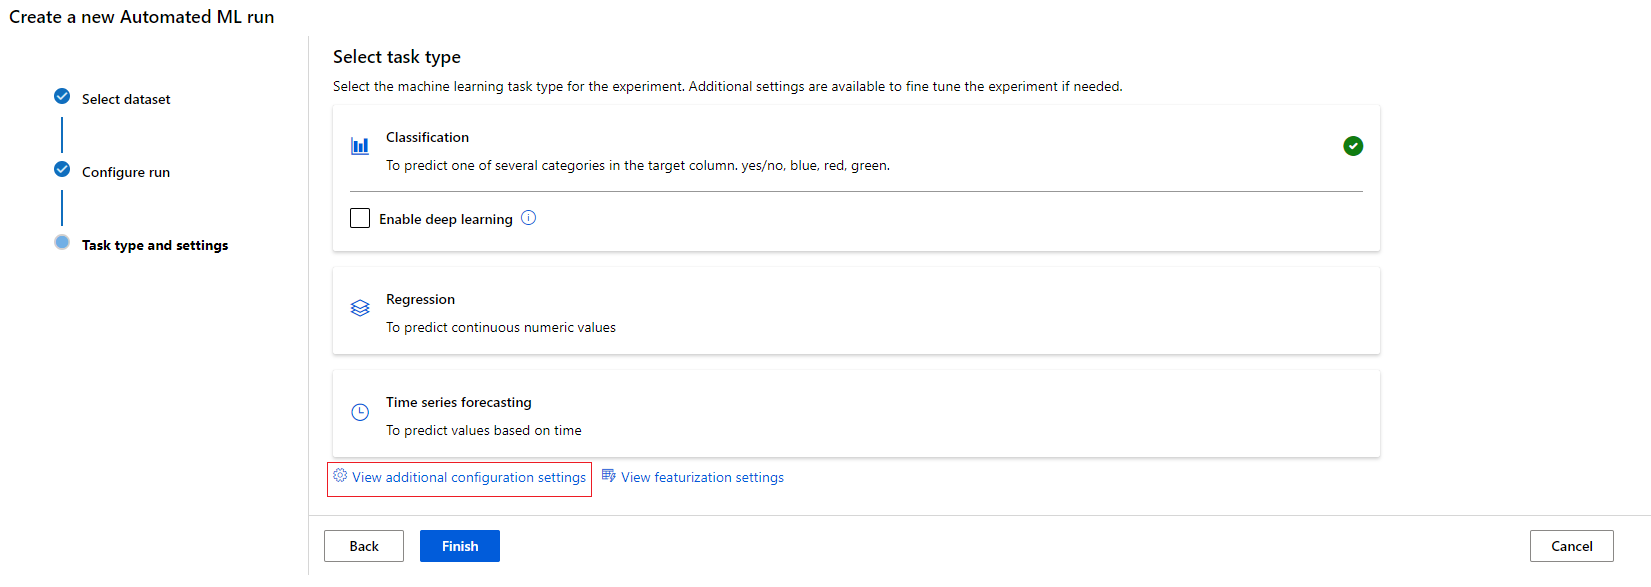 Create a new Automated ML run
Select dataset
Configure run
Task type and settings
Select task type
Select the machine learning task type for the experiment. Additional settings are available to fine tune the experiment if needed.
Classification
To predict one of several categories in the target column. yes/no, blue, red, green.
Enable deep learning
Regression
To predict continuous numeric values
Time series forecasting
To predict values based on time
View additional configuration settings View featurization settings
Back Finish Cancel